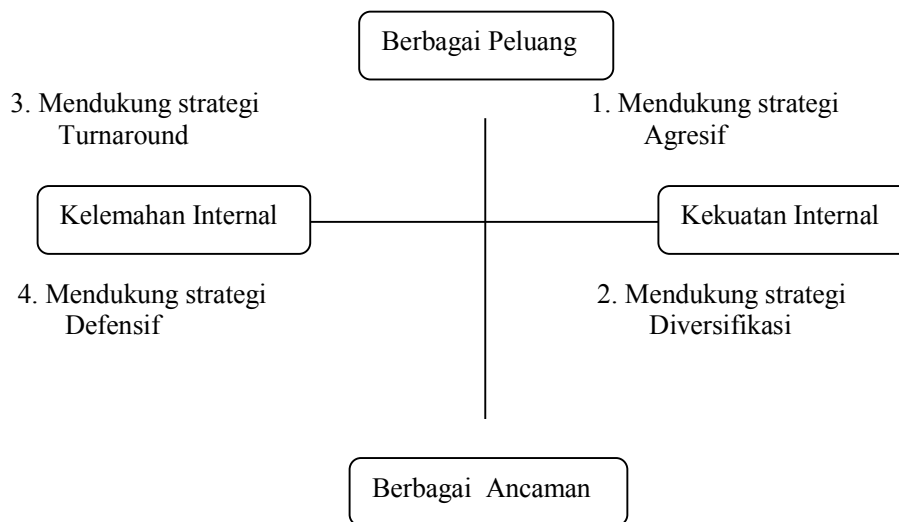 Berbagai Peluang
3. Mendukung strategi
Turnaround
1. Mendukung strategi
Agresif
Kelemahan Internal
Kekuatan Internal
4. Mendukung strategi
Defensif
2. Mendukung strategi
Diversifikasi
Berbagai Ancaman